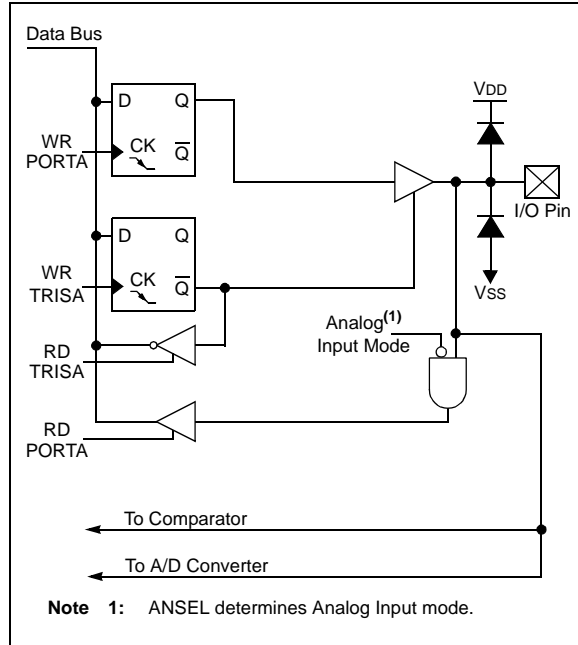 Data Bus
D Q
VDD
WR
PORTA
CK
Q
I/O Pin
D Q
WR
TRISA
CK
Q
VSS
Analog(1)
Input Mode
RD
TRISA
RD
PORTA
To Comparator
To A/D Converter
Note 1: ANSEL determines Analog Input mode.